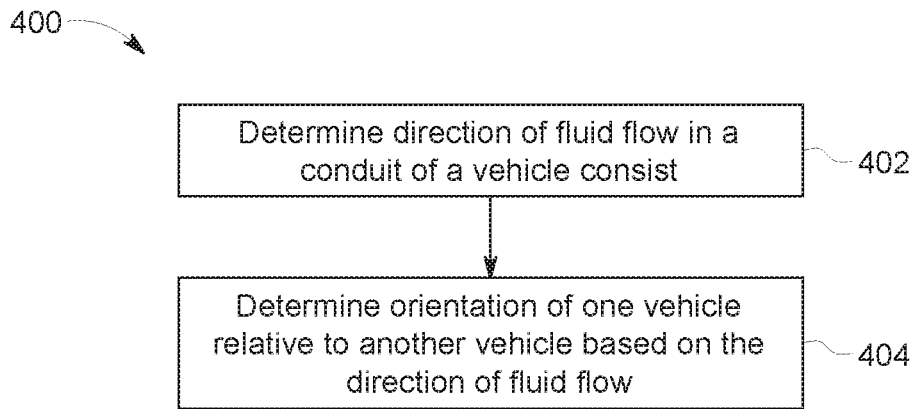 400
Determine direction of fluid flow in a
conduit of a vehicle consist
402
Determine orientation of one vehicle
relative to another vehicle based on the
direction of fluid flow
404